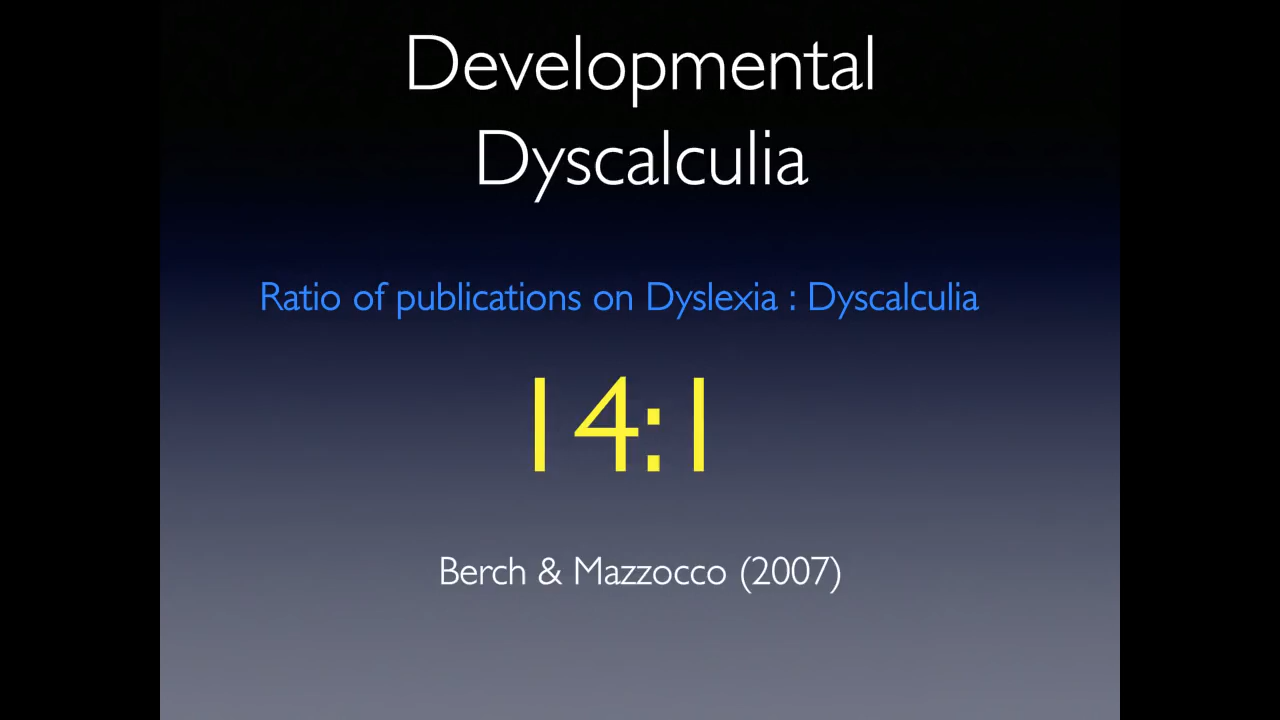 Developmental
Dyscalculia
Ratio of publications on Dyslexia : Dyscalculia
14:1
Berch & Mazzocco (2007)